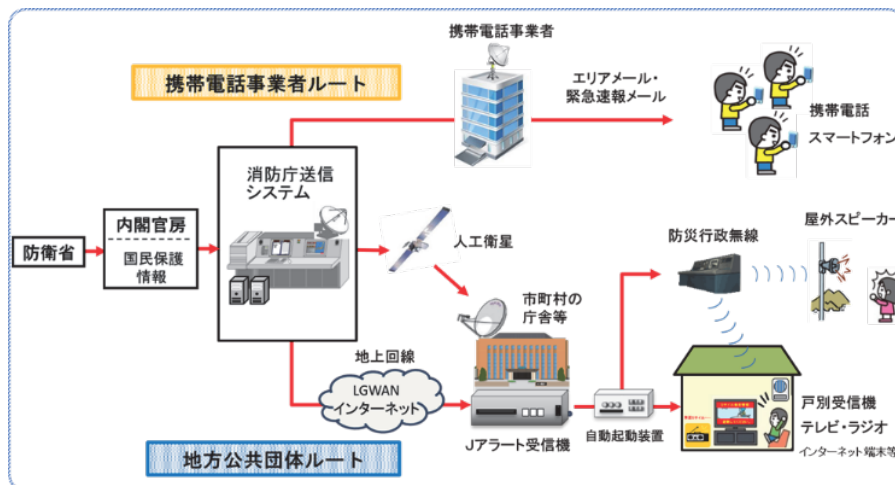 携帯電話事業者
携帯電話事業者ルート
エリアメール・
緊急速報メール
携帯電話
スマートフォン
消防庁送信
システム
防衛省
内閣官房
国民保護
情報
人工衛星
防災行政無線
屋外スピーカー
市町村の
庁舎等
地上回線
LGWAN
インターネット
Jアラート受信機
自動起動装置
戸別受信機
テレビ・ラジオ
インターネット端末等
地方公共団体ルート